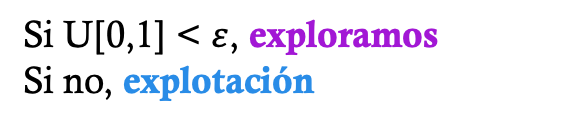 Si U[0,1] < ε, exploramos
Si no, explotación